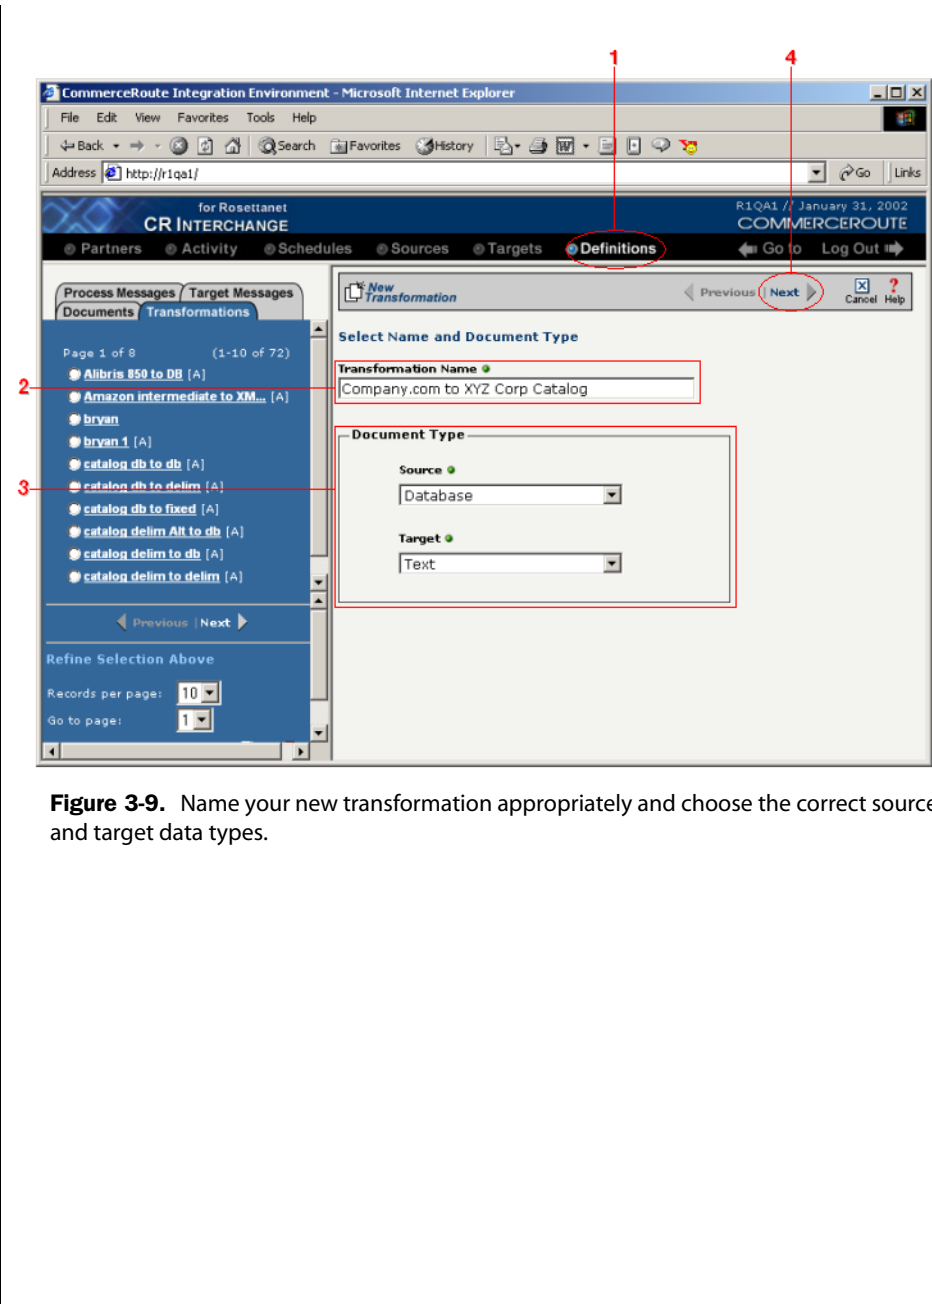 1 4
CommerceRoute Integration Environment - Microsoft Internet Explorer
File Edit View Favorites Tools Help
Back Search Favorites History
Address http://r1qa1/ Go Links
for Rosettanet
CR INTERCHANGE
R1QA1 // January 31, 2002
COMMERCEROUTE
Partners Activity Schedules Sources Targets Definitions Go to Log Out
Process Messages Target Messages
Documents Transformations
Page 1 of 8 (1-10 of 72)
Alibris 850 to DB [A]
Amazon intermediate to XM... [A]
bryan
bryan 1 [A]
catalog db to db [A]
catalog db to delim [A]
catalog db to fixed [A]
catalog delim Alt to db [A]
catalog delim to db [A]
catalog delim to delim [A]
Previous | Next
Refine Selection Above
Records per page: 10
Go to page: 1
New
Transformation
Previous | Next
Cancel Help
Select Name and Document Type
2
Transformation Name
Company.com to XYZ Corp Catalog
3
Document Type
Source
Database
Target
Text
Figure 3-9. Name your new transformation appropriately and choose the correct source
and target data types.